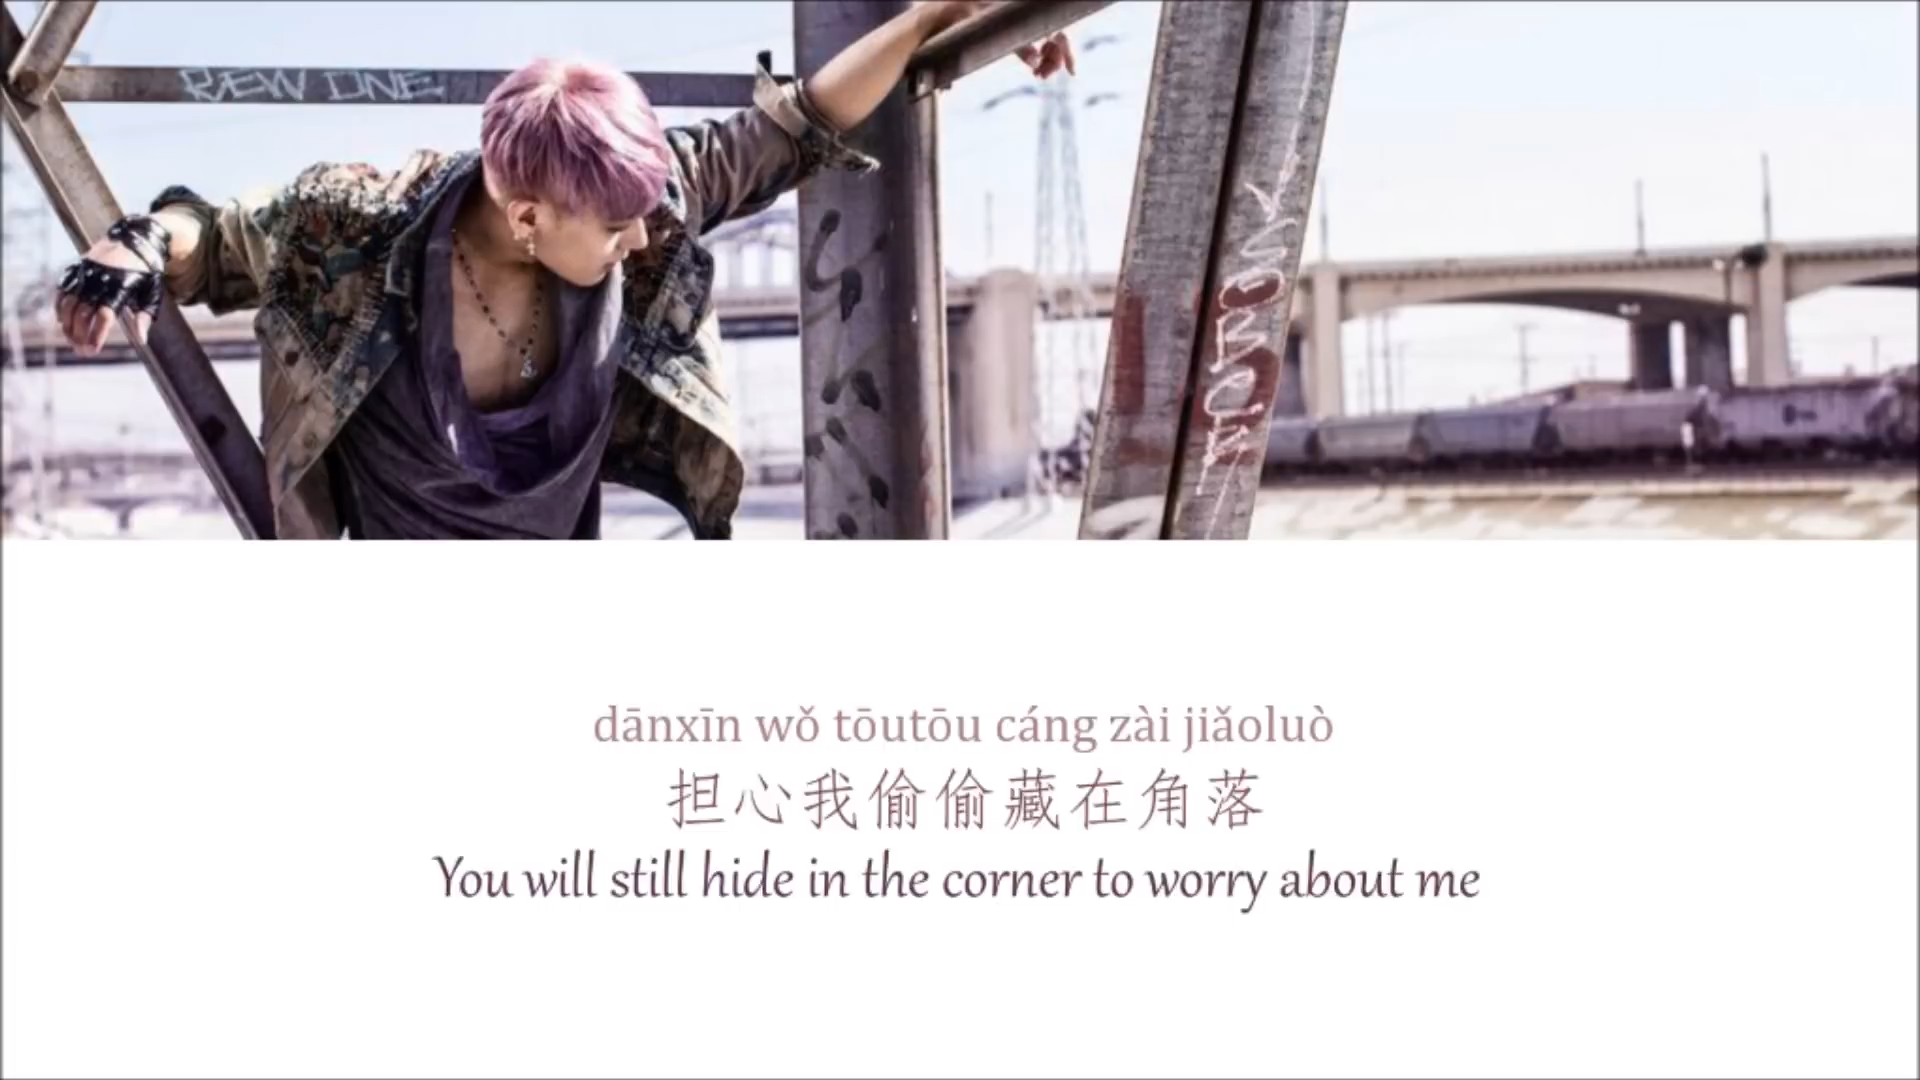 REW ONE
dānxīn wǒ tōutōu cáng zài jiǎoluò
担心我偷偷藏在角落
You will still hide in the corner to worry about me